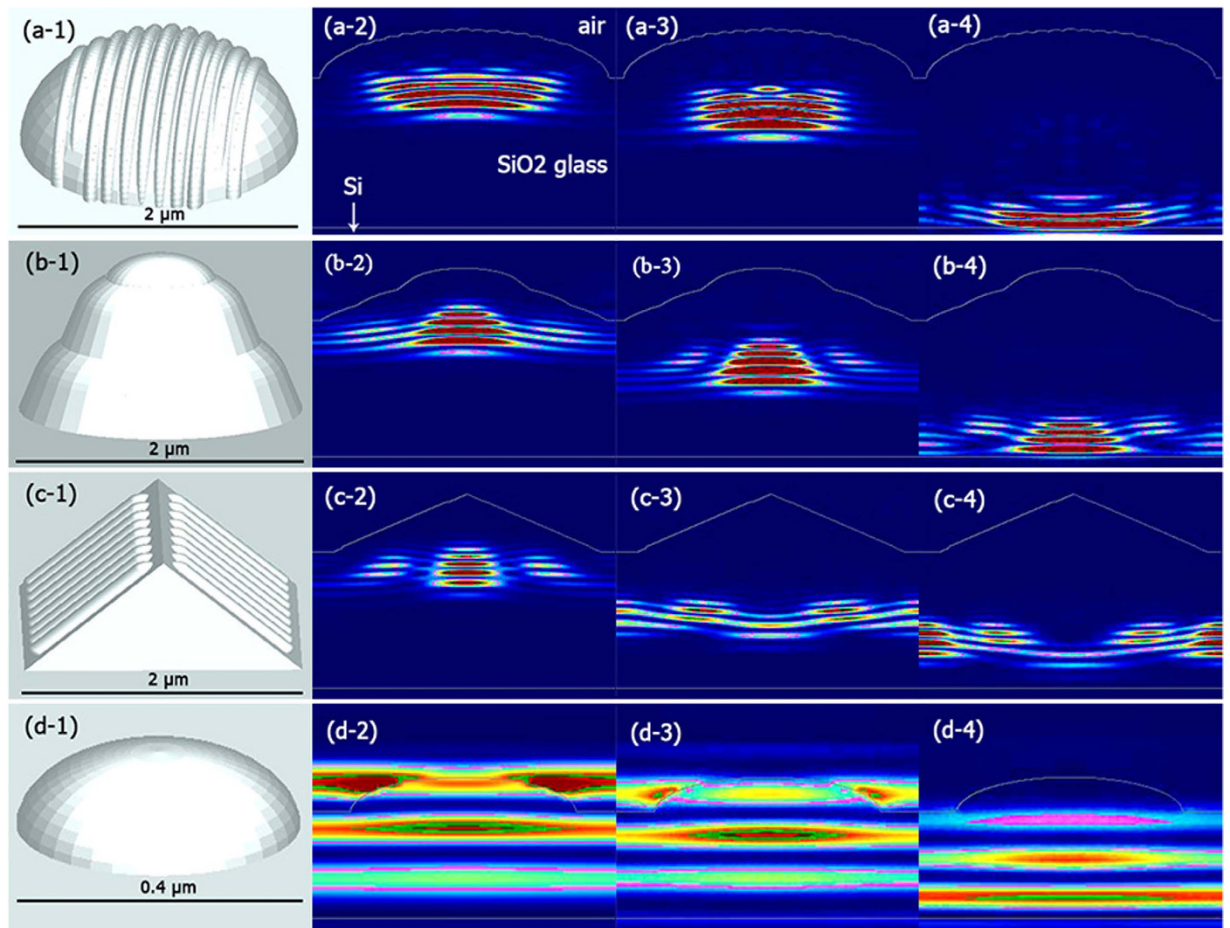 (a-1)
2 µm
(a-2)
air
SiO2 glass
Si
(a-3)
(a-4)
(b-1)
2 µm
(b-2)
(b-3)
(b-4)
(c-1)
2 µm
(c-2)
(c-3)
(c-4)
(d-1)
0.4 µm
(d-2)
(d-3)
(d-4)